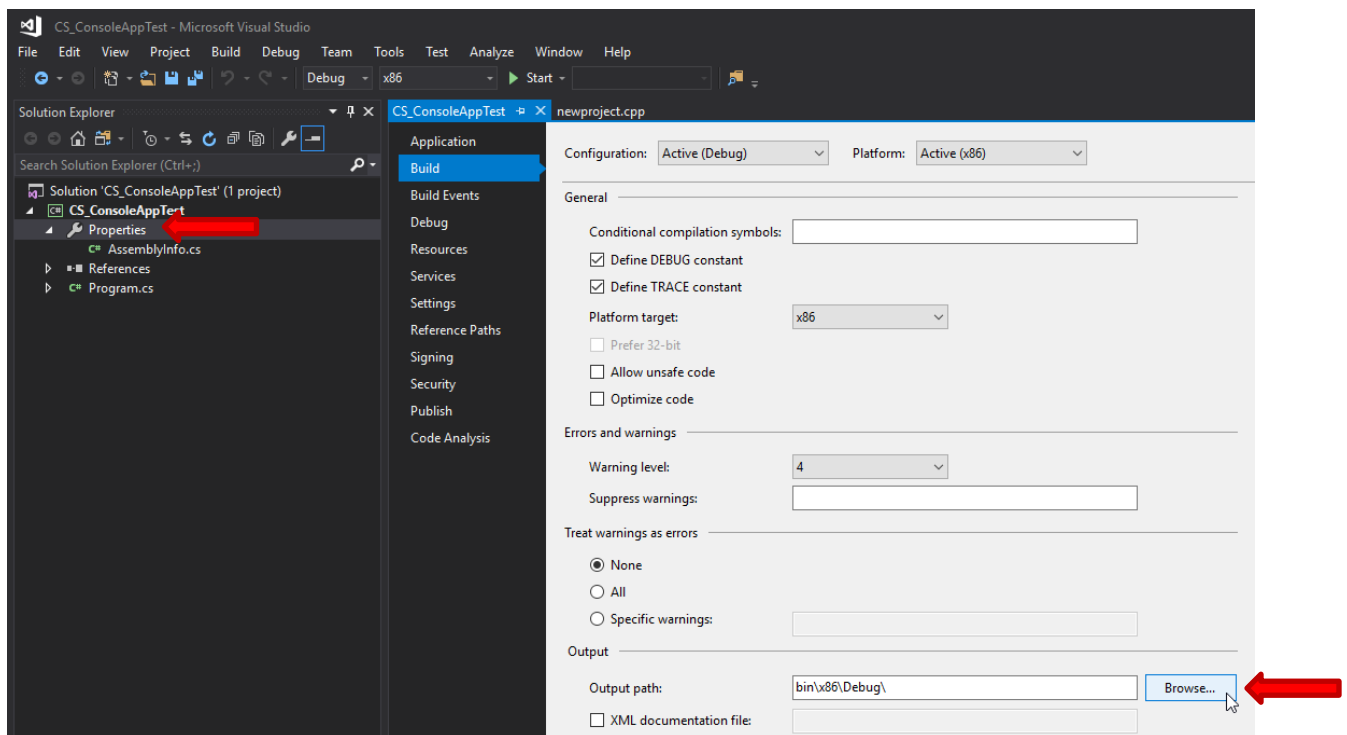 CS_ConsoleAppTest - Microsoft Visual Studio
File Edit View Project Build Debug Team Tools Test Analyze Window Help
Debug x86 Start
Solution Explorer
Search Solution Explorer (Ctrl+;)
Solution 'CS_ConsoleAppTest' (1 project)
C# CS_ConsoleAppTest
Properties
C# AssemblyInfo.cs
References
C# Program.cs
CS_ConsoleAppTest newproject.cpp
Application
Build
Build Events
Debug
Resources
Services
Settings
Reference Paths
Signing
Security
Publish
Code Analysis
Configuration: Active (Debug) Platform: Active (x86)
General
Conditional compilation symbols:
Define DEBUG constant
Define TRACE constant
Platform target: x86
Prefer 32-bit
Allow unsafe code
Optimize code
Errors and warnings
Warning level: 4
Suppress warnings:
Treat warnings as errors
None
All
Specific warnings:
Output
Output path: bin\x86\Debug\ Browse...
XML documentation file: